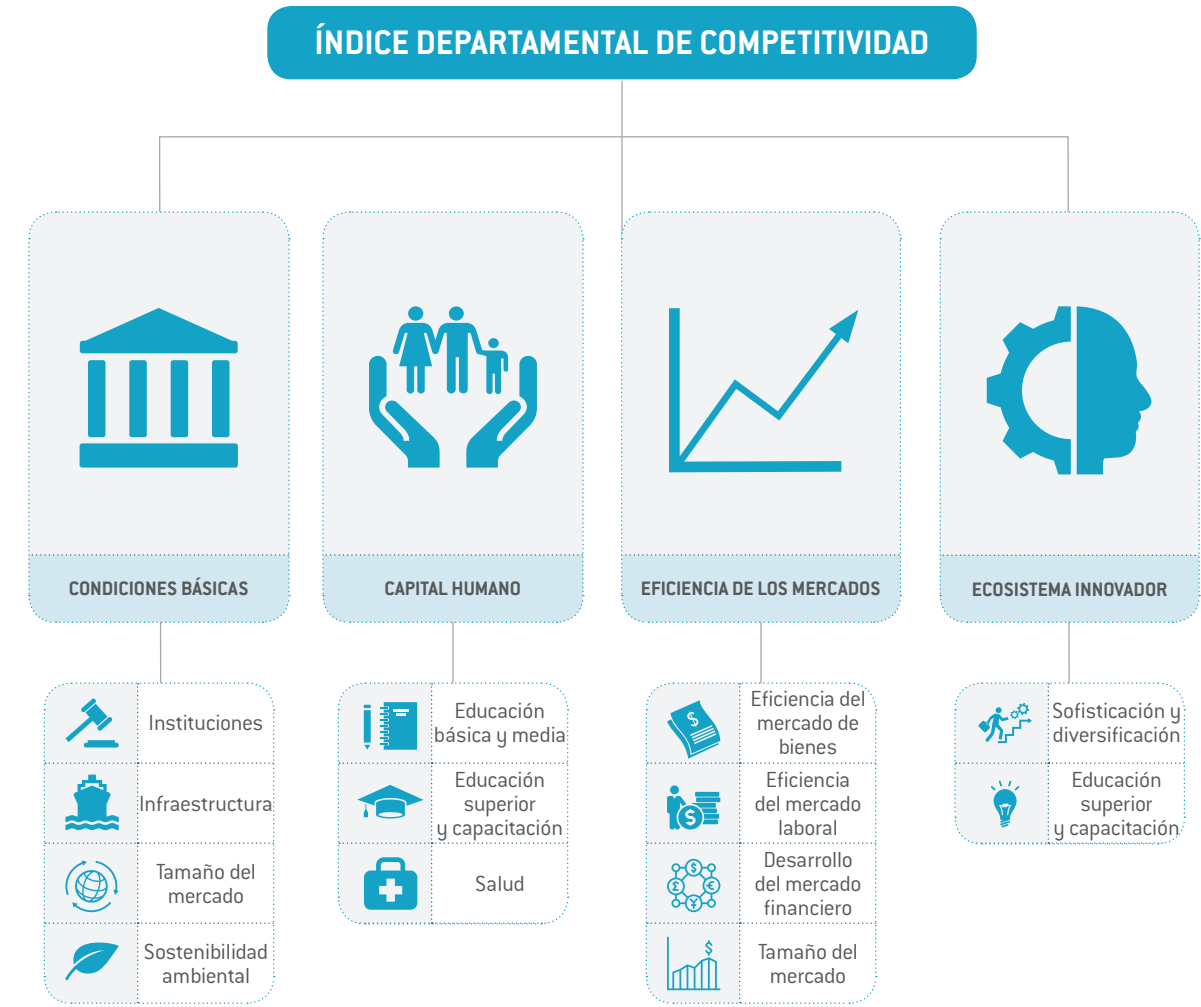 ÍNDICE DEPARTAMENTAL DE COMPETITIVIDAD
CONDICIONES BÁSICAS
Instituciones
Infraestructura
Tamaño del
mercado
Sostenibilidad
ambiental
CAPITAL HUMANO
Educación
básica y media
Educación
superior
y capacitación
Salud
EFICIENCIA DE LOS MERCADOS
$
Eficiencia del
mercado de
bienes
$
Eficiencia
del mercado
laboral
$
£ €
¥
Desarrollo
del mercado
financiero
$
Tamaño del
mercado
ECOSISTEMA INNOVADOR
Sofisticación y
diversificación
Educación
superior
y capacitación